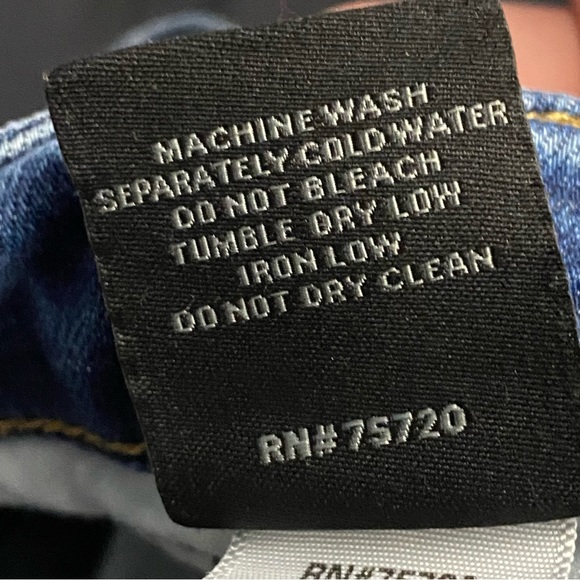 MACHINE WASH
SEPARATELY COLD WATER
DO NOT BLEACH
TUMBLE DRY LOW
IRON LOW
DO NOT DRY CLEAN
RN#75720